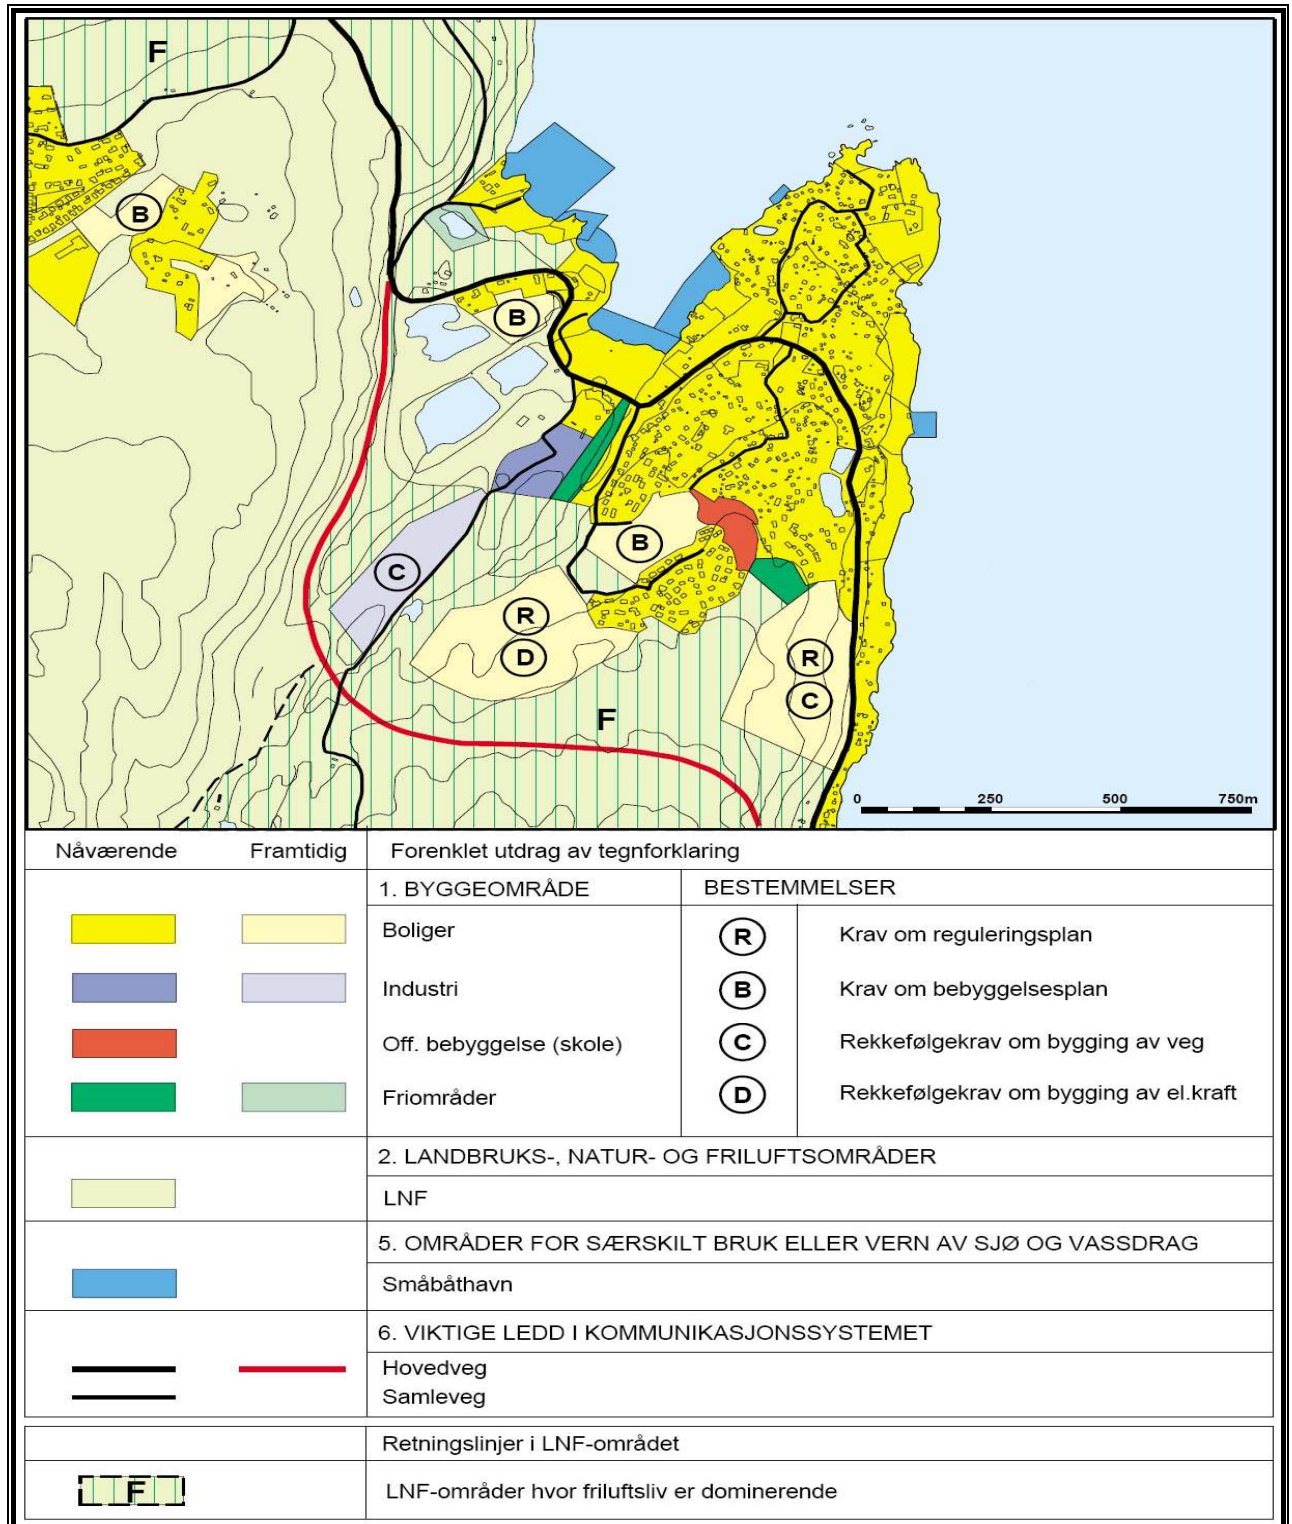 F
B
B
C
B
R
D
R
C
F
0 250 500 750m
Nåværende Framtidig Forenklet utdrag av tegnforklaring
1. BYGGEOMRÅDE BESTEMMELSER
Boliger R Krav om reguleringsplan
Industri B Krav om bebyggelsesplan
Off. bebyggelse (skole) C Rekkefølgekrav om bygging av veg
Friområder D Rekkefølgekrav om bygging av el.kraft
2. LANDBRUKS-, NATUR- OG FRILUFTSOMRÅDER
LNF
5. OMRÅDER FOR SÆRSKILT BRUK ELLER VERN AV SJØ OG VASSDRAG
Småbåthavn
6. VIKTIGE LEDD I KOMMUNIKASJONSSYSTEMET
Hovedveg
Samleveg
Retningslinjer i LNF-området
F LNF-områder hvor friluftsliv er dominerende